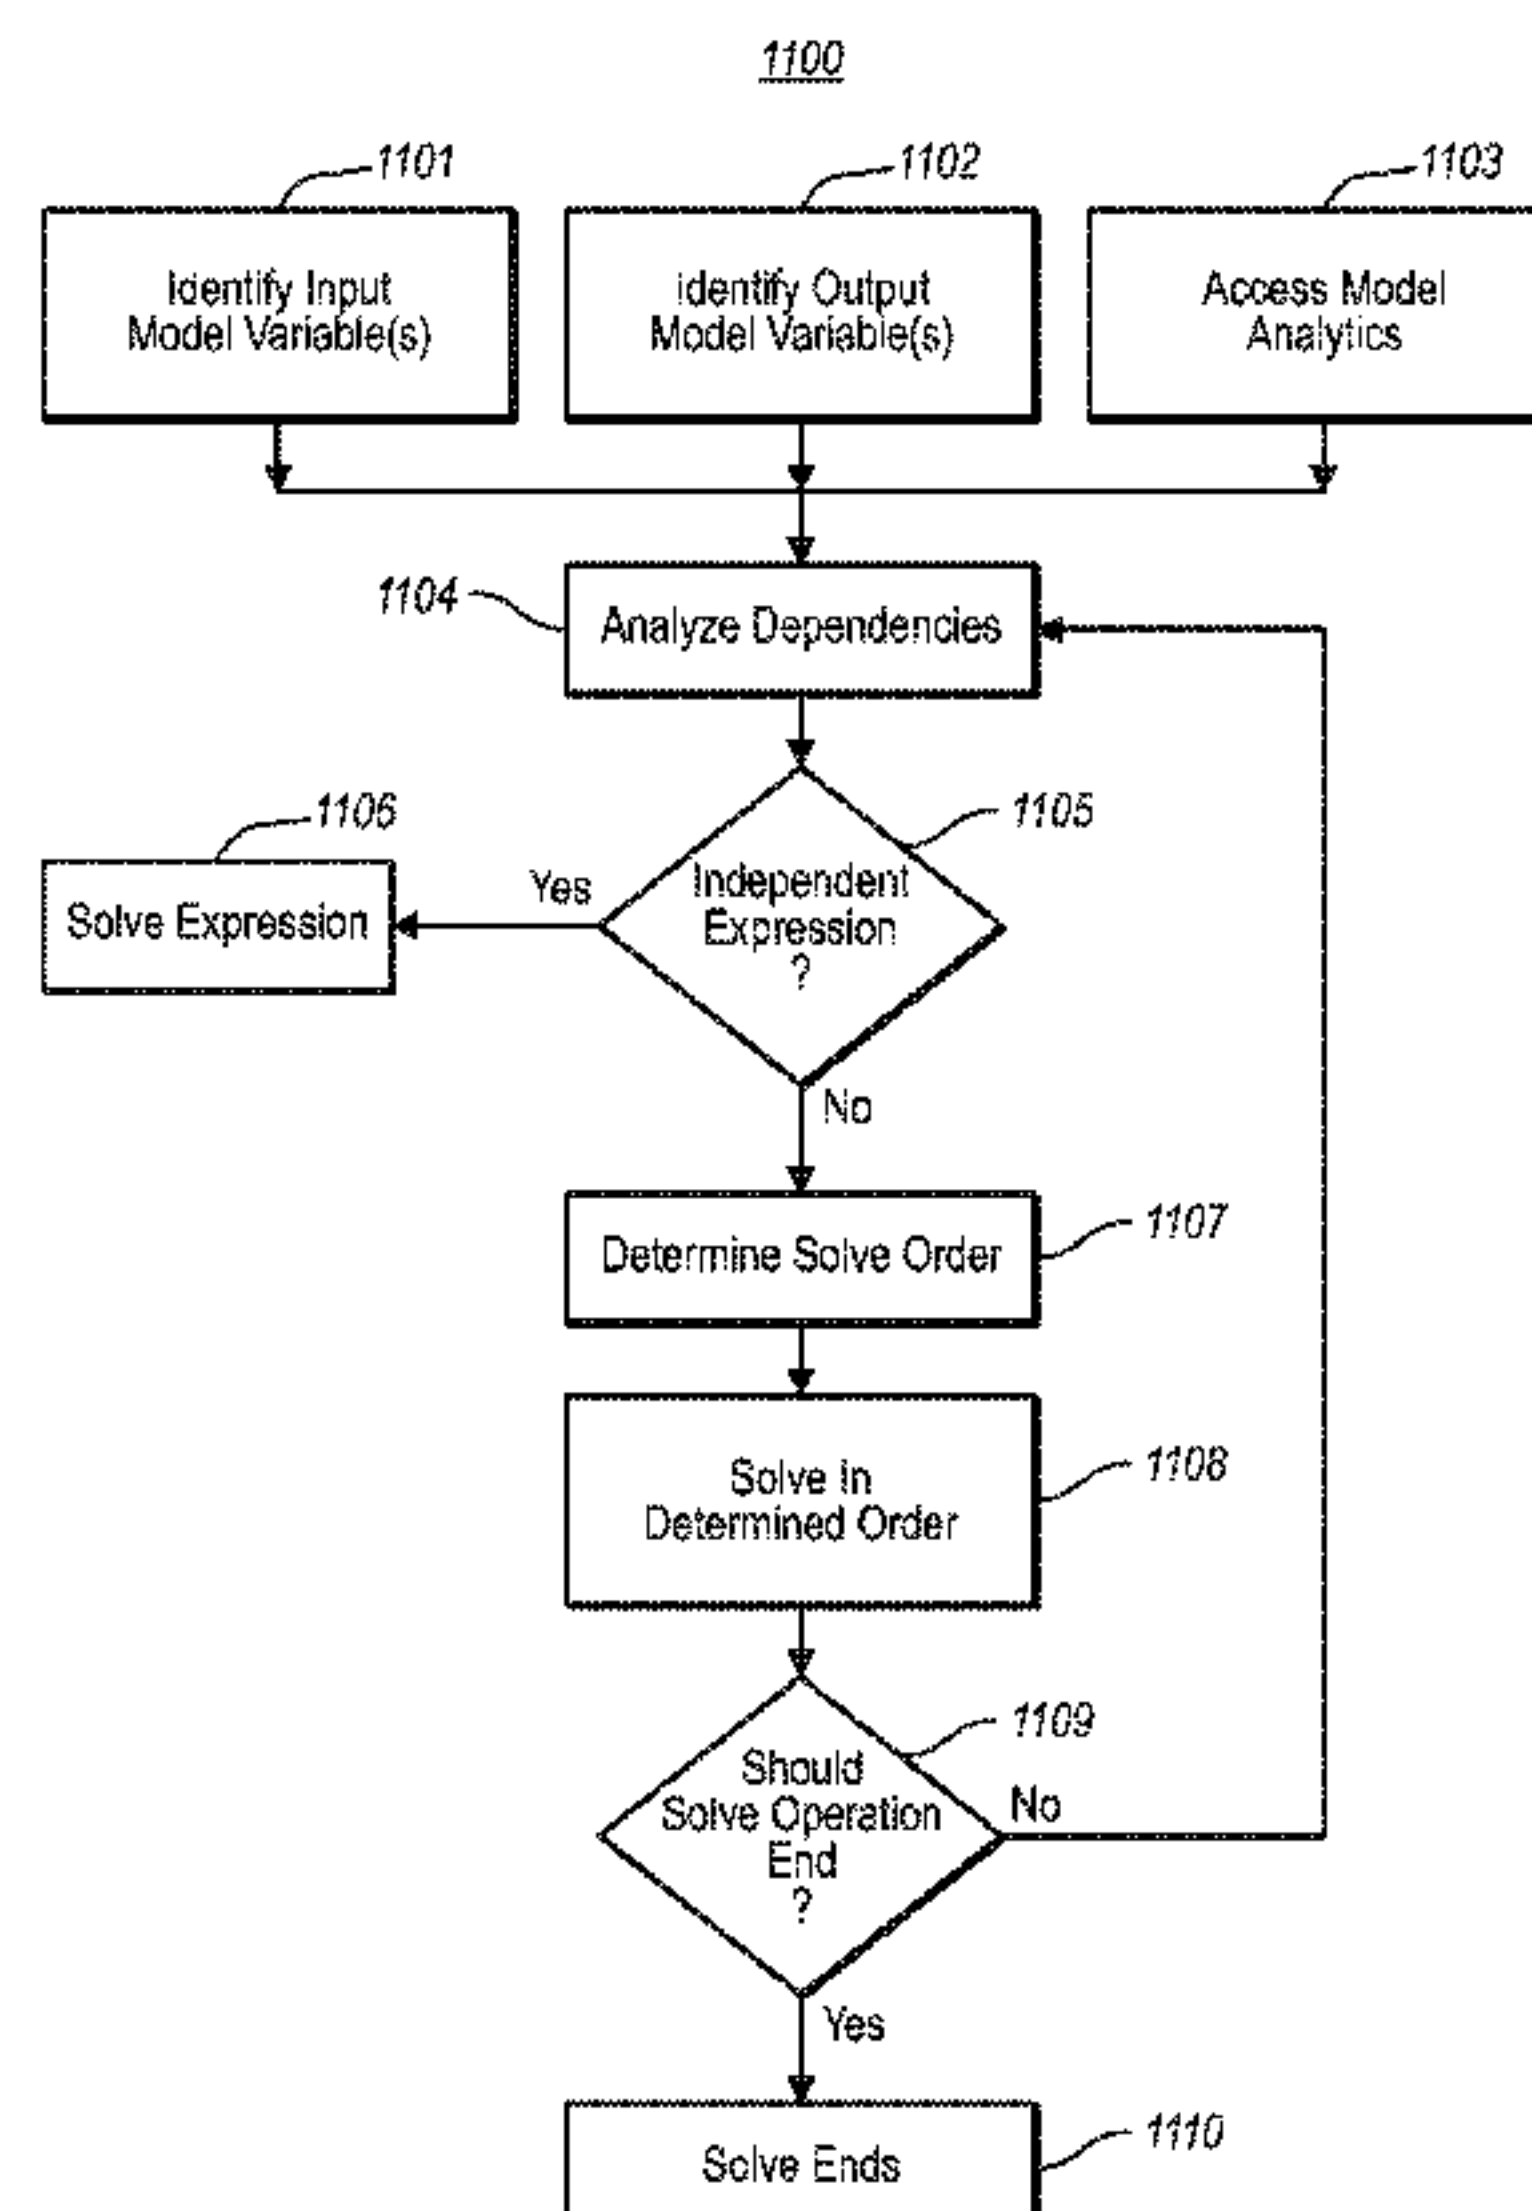 1100
1101
1102
1103
Identify Input
Model Variable(s)
Identify Output
Model Variable(s)
Access Model
Analytics
1104
Analyze Dependencies
1105
1106
Independent
Expression
?
Yes
Solve Expression
No
1107
Determine Solve Order
1108
Solve in
Determined Order
1109
Should
Solve Operation
End
?
No
Yes
1110
Solve Ends